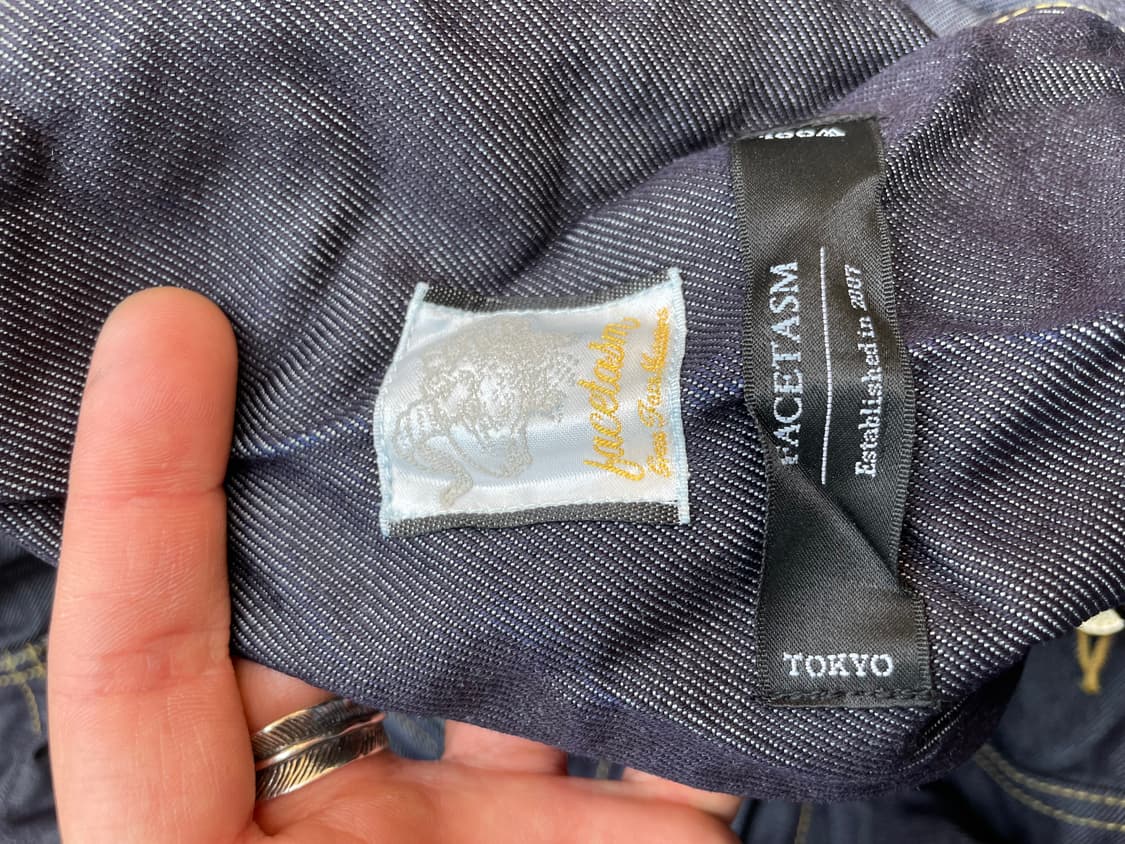 facetasm
FACETASM
Established in 2007
TOKYO